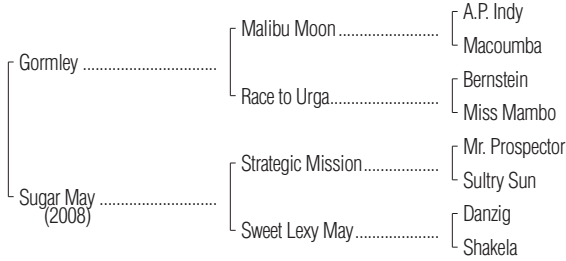 A.P. Indy
Malibu Moon
Macoumba
Gormley
Bernstein
Race to Urga
Miss Mambo
Mr. Prospector
Strategic Mission
Sultry Sun
Sugar May
(2008)
Danzig
Sweet Lexy May
Shakela